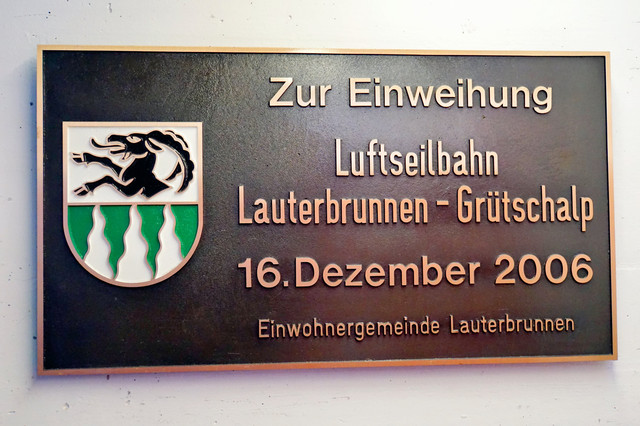 Zur Einweihung
Luftseilbahn
Lauterbrunnen - Grütschalp
16. Dezember 2006
Einwohnergemeinde Lauterbrunnen